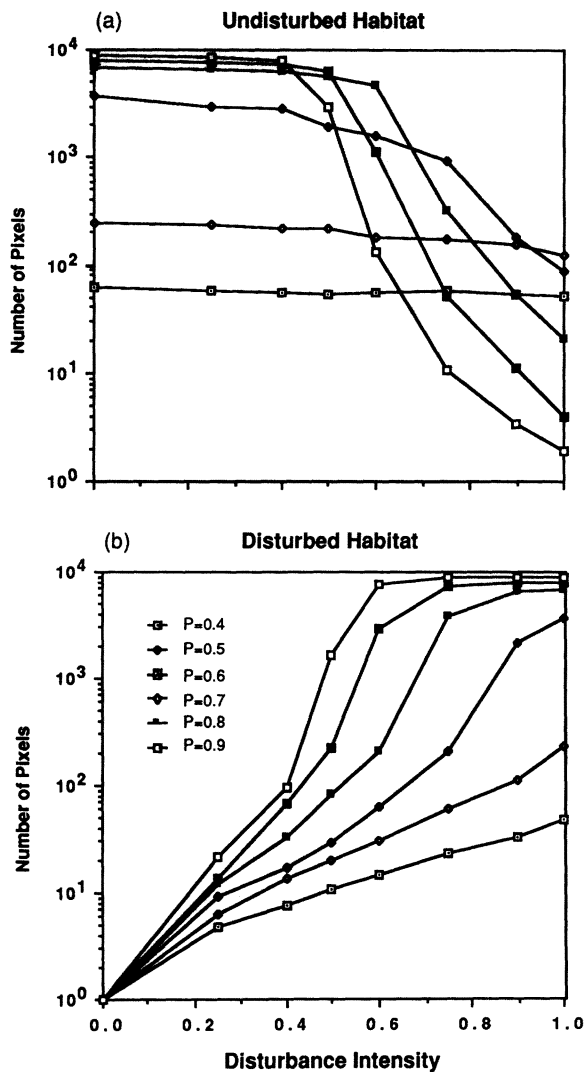 (a) Undisturbed Habitat
Number of Pixels
10^4
10^3
10^2
10^1
10^0
(b) Disturbed Habitat
Number of Pixels
10^4
10^3
10^2
10^1
10^0
P=0.4
P=0.5
P=0.6
P=0.7
P=0.8
P=0.9
0.0 0.2 0.4 0.6 0.8 1.0
Disturbance Intensity